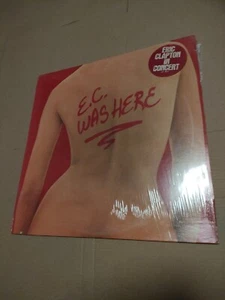 E.C.
WAS HERE
ERIC
CLAPTON IN
CONCERT